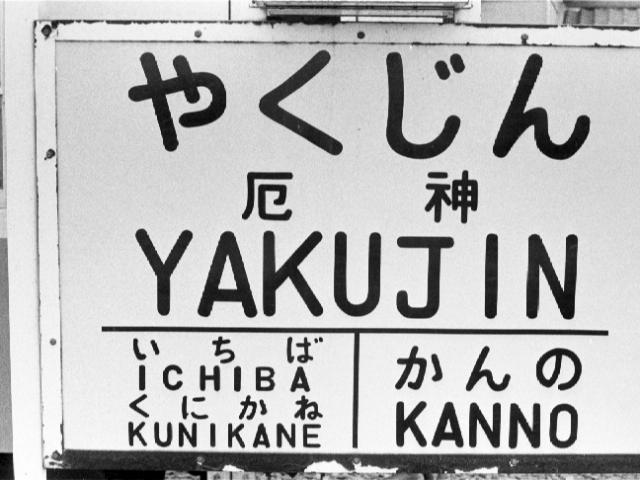 やくじん
厄神
YAKUJIN
いちば
ICHIBA
くにかね
KUNIKANE
かんの
KANNO